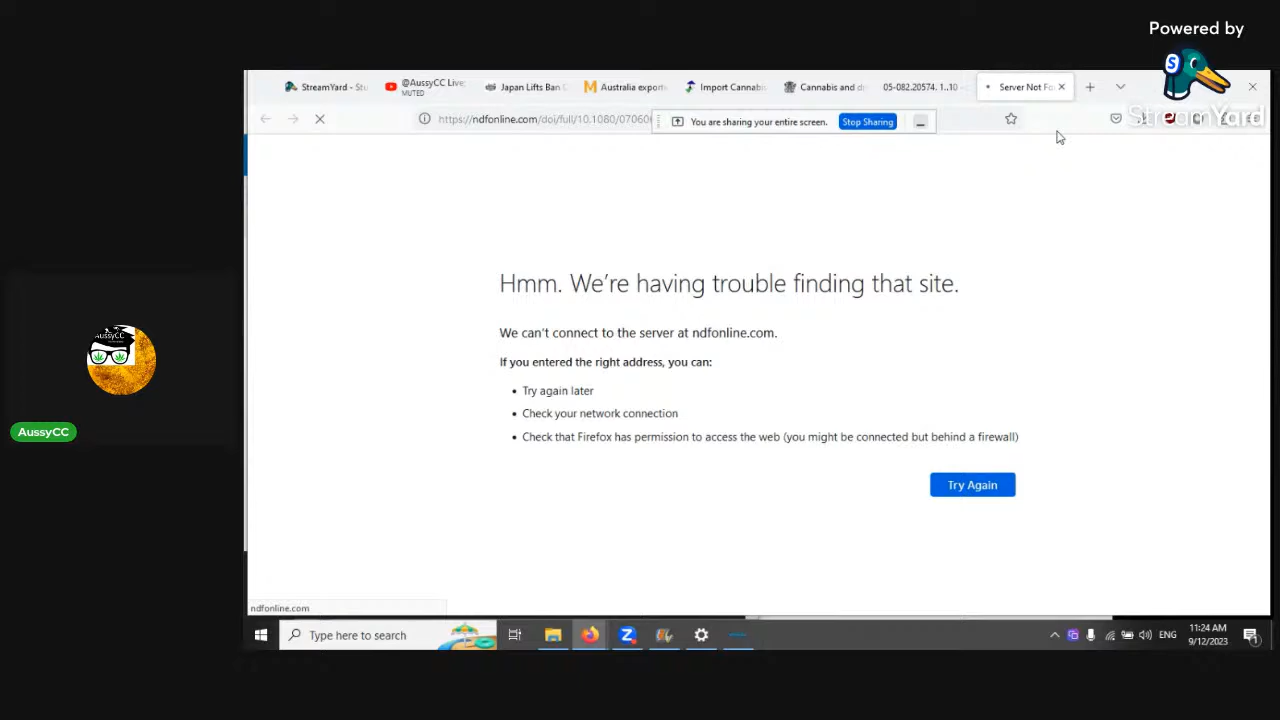 Powered by
S
StreamYard
StreamYard - Stu
@AussyCC Live:
MUTED
Japan Lifts Ban
Australia export
Import Cannabis
Cannabis and d
05-082.20574. 1..10
Server Not Fo
https://ndfonline.com/doi/full/10.1080/07060
You are sharing your entire screen.
Stop Sharing
Hmm. We're having trouble finding that site.
We can't connect to the server at ndfonline.com.
If you entered the right address, you can:
Try again later
Check your network connection
Check that Firefox has permission to access the web (you might be connected but behind a firewall)
Try Again
AussyCC
AussyCC
ndfonline.com
Type here to search
ENG
11:24 AM
9/12/2023